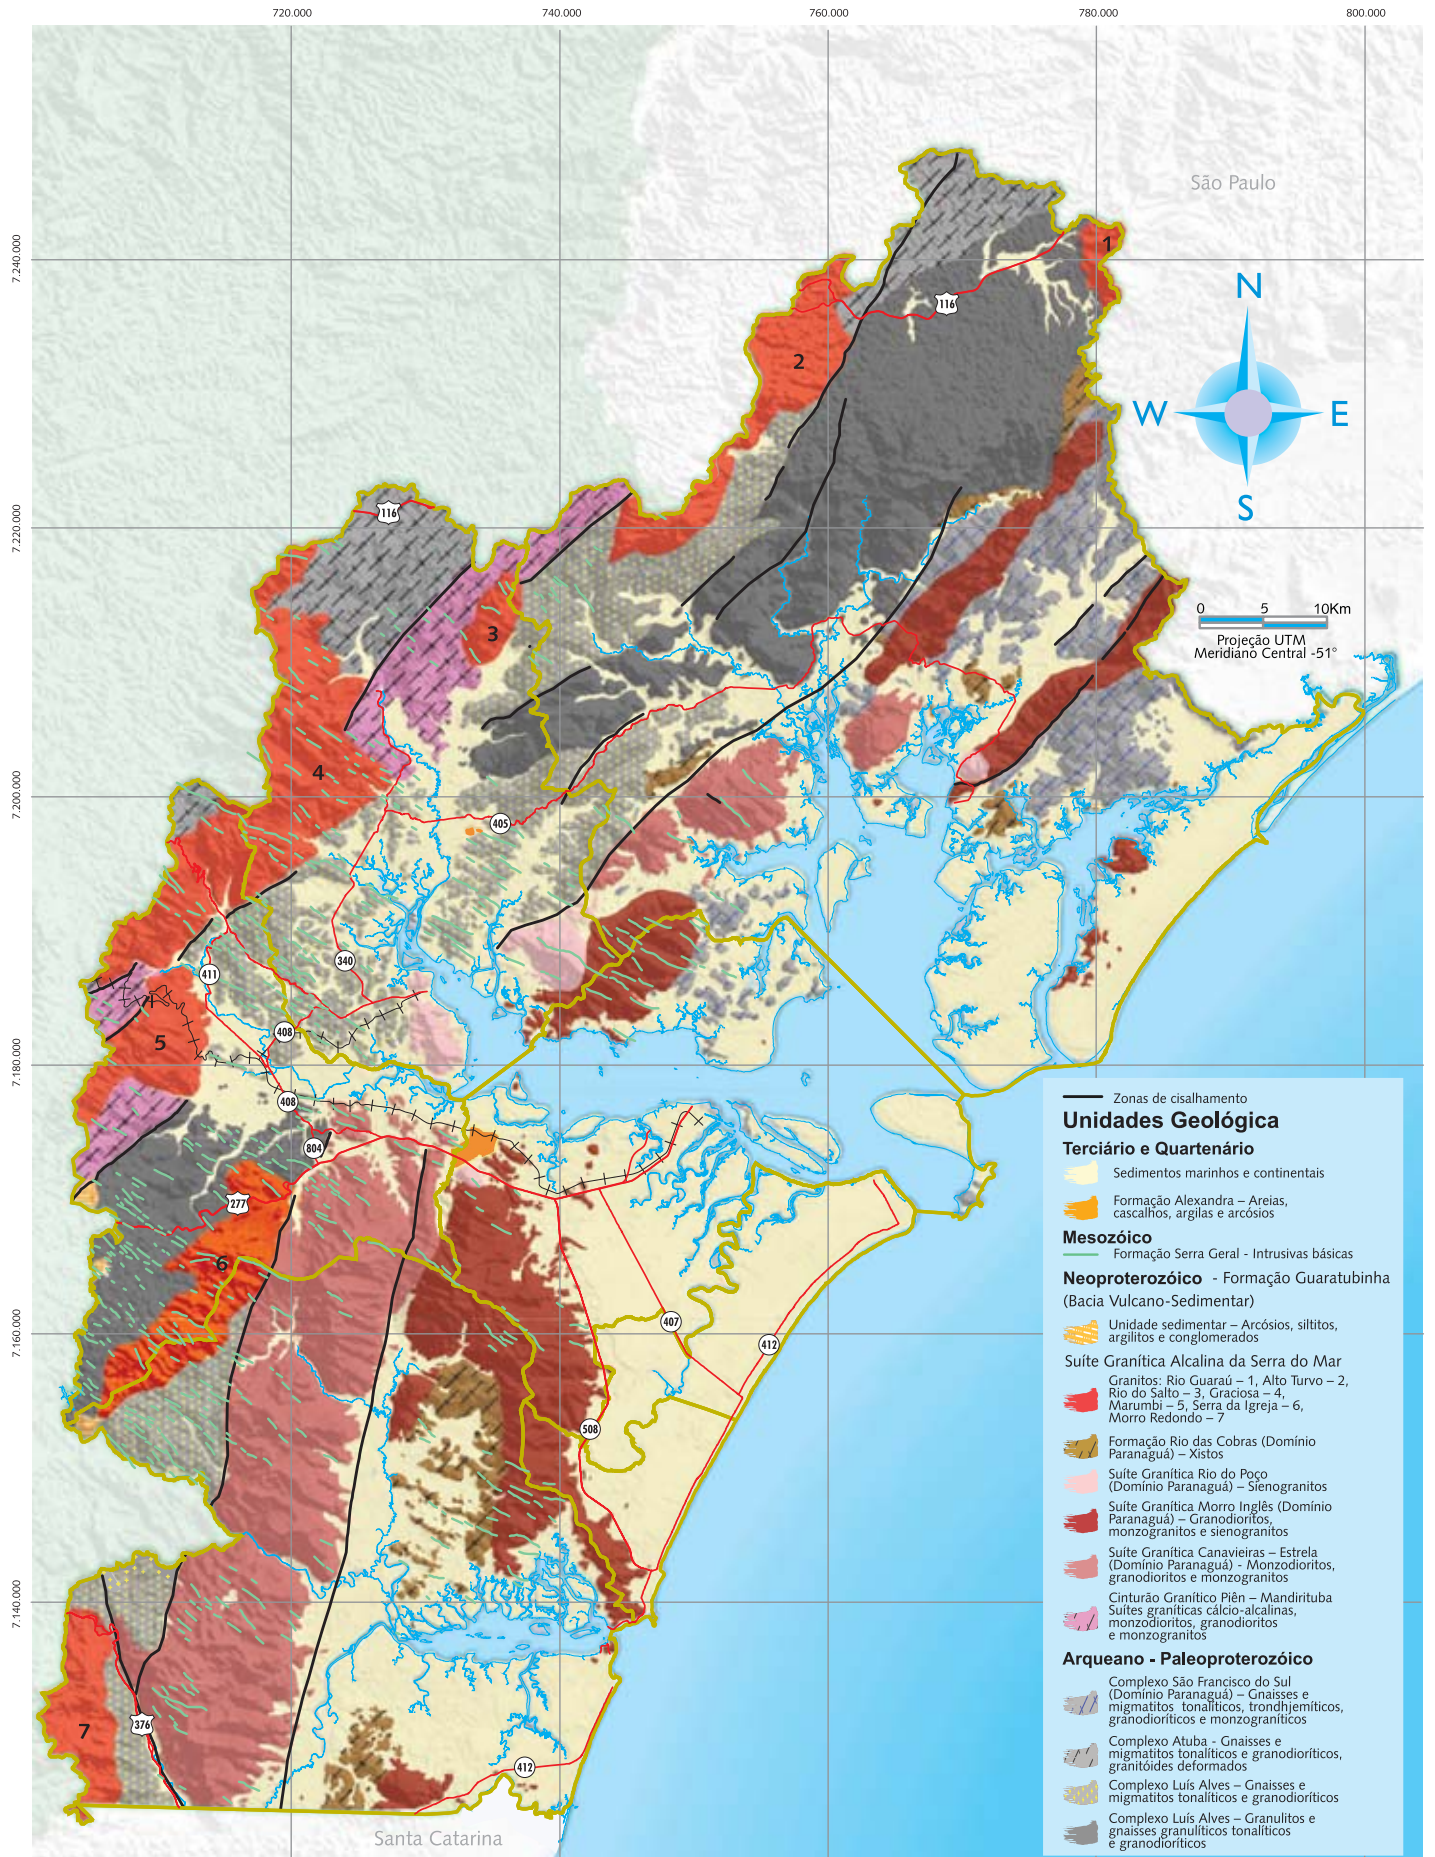 720.000
740.000
760.000
780.000
800.000
São Paulo
7.240.000
1
116
N
2
W
E
S
116
7.220.000
3
0 5 10Km
Projeção UTM
Meridiano Central -51°
4
7.200.000
405
340
411
408
5
7.180.000
408
804
277
6
407
7.160.000
412
508
7.140.000
7
376
412
Santa Catarina
Zonas de cisalhamento
Unidades Geológica
Terciário e Quartenário
Sedimentos marinhos e continentais
Formação Alexandra – Areias,
cascalhos, argilas e arcósios
Mesozóico
Formação Serra Geral - Intrusivas básicas
Neoproterozóico - Formação Guaratubinha
(Bacia Vulcano-Sedimentar)
Unidade sedimentar – Arcósios, siltitos,
argilitos e conglomerados
Suíte Granítica Alcalina da Serra do Mar
Granitos: Rio Guaraú – 1, Alto Turvo – 2,
Rio do Salto – 3, Graciosa – 4,
Marumbi – 5, Serra da Igreja – 6,
Morro Redondo – 7
Formação Rio das Cobras (Domínio
Paranaguá) – Xistos
Suíte Granítica Rio do Poço
(Domínio Paranaguá) – Sienogranitos
Suíte Granítica Morro Inglês (Domínio
Paranaguá) – Granodioritos,
monzogranitos e sienogranitos
Suíte Granítica Canavieiras – Estrela
(Domínio Paranaguá) - Monzodioritos,
granodioritos e monzogranitos
Cinturão Granítico Piên – Mandirituba
Suítes graníticas cálcio-alcalinas,
monzodioritos, granodioritos
e monzogranitos
Arqueano - Paleoproterozóico
Complexo São Francisco do Sul
(Domínio Paranaguá) – Gnaisses e
migmatitos tonalíticos, trondhjemíticos,
granodioríticos e monzograníticos
Complexo Atuba - Gnaisses e
migmatitos tonalíticos e granodioríticos,
granitóides deformados
Complexo Luís Alves – Gnaisses e
migmatitos tonalíticos e granodioríticos
Complexo Luís Alves – Granulitos e
gnaisses granulíticos tonalíticos
e granodioríticos